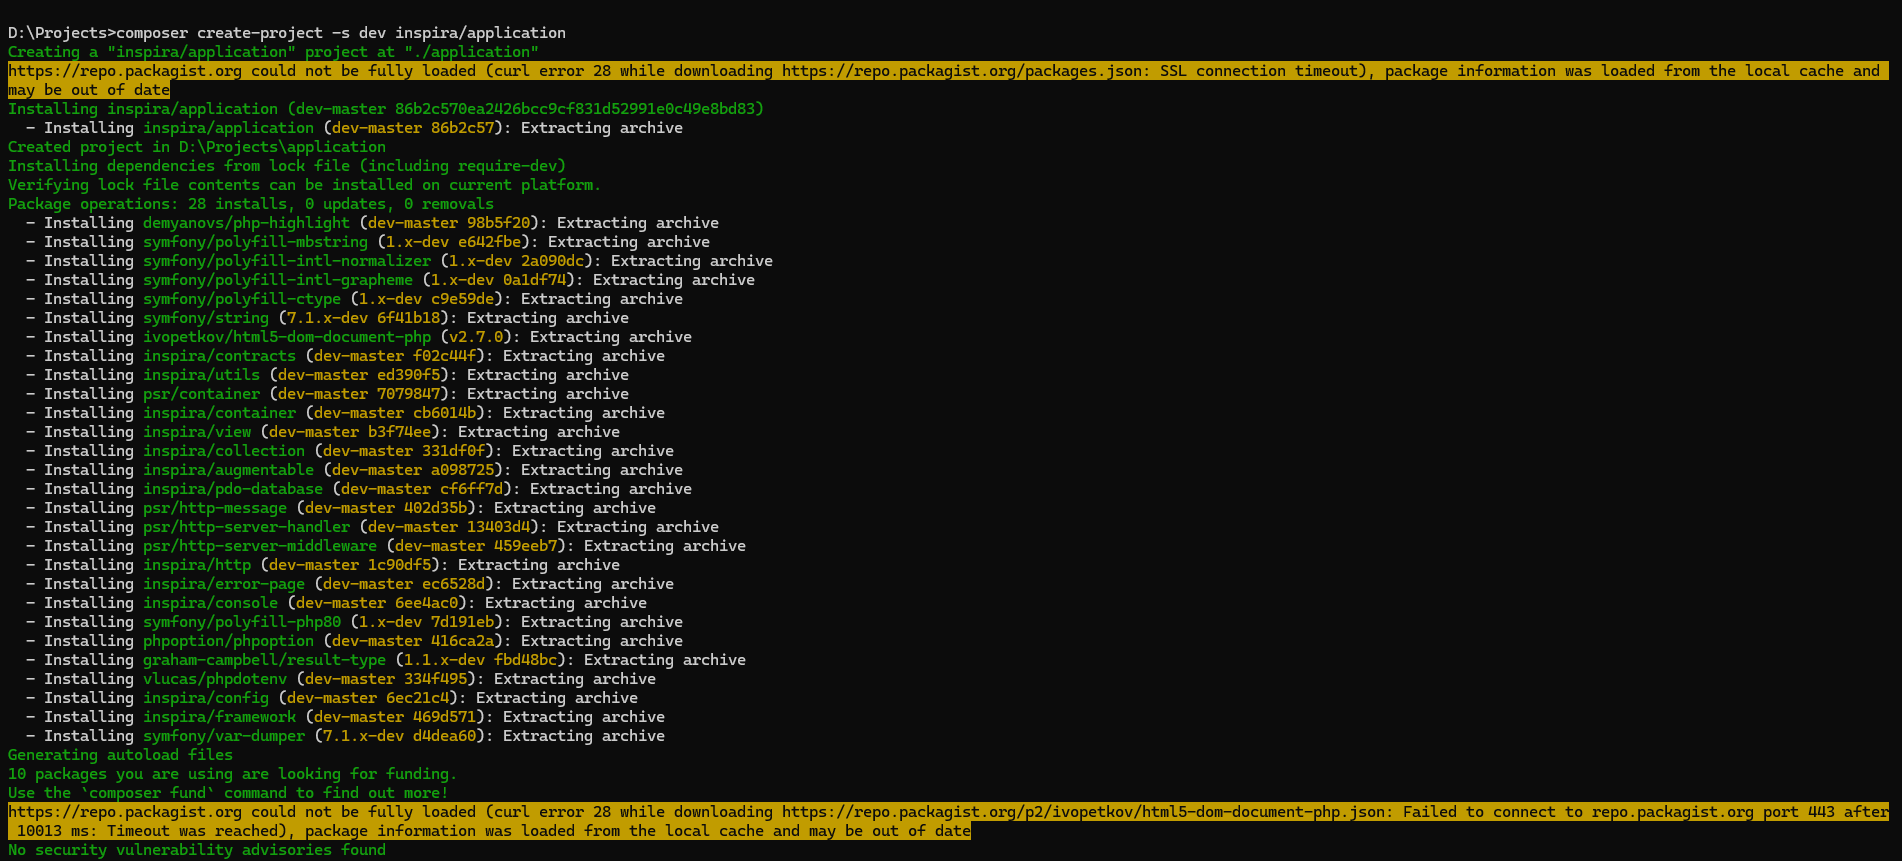 D:\Projects>composer create-project -s dev inspira/application
Creating a "inspira/application" project at "./application"
https://repo.packagist.org could not be fully loaded (curl error 28 while downloading https://repo.packagist.org/packages.json: SSL connection timeout), package information was loaded from the local cache and
may be out of date
Installing inspira/application (dev-master 86b2c570ea2426bcc9cf831d52991e0c49e8bd83)
  - Installing inspira/application (dev-master 86b2c57): Extracting archive
Created project in D:\Projects\application
Installing dependencies from lock file (including require-dev)
Verifying lock file contents can be installed on current platform.
Package operations: 28 installs, 0 updates, 0 removals
  - Installing demyanovs/php-highlight (dev-master 98b5f20): Extracting archive
  - Installing symfony/polyfill-mbstring (1.x-dev e642fbe): Extracting archive
  - Installing symfony/polyfill-intl-normalizer (1.x-dev 2a090dc): Extracting archive
  - Installing symfony/polyfill-intl-grapheme (1.x-dev 0a1df74): Extracting archive
  - Installing symfony/polyfill-ctype (1.x-dev c9e59de): Extracting archive
  - Installing symfony/string (7.1.x-dev 6f41b18): Extracting archive
  - Installing ivopetkov/html5-dom-document-php (v2.7.0): Extracting archive
  - Installing inspira/contracts (dev-master f02c44f): Extracting archive
  - Installing inspira/utils (dev-master ed390f5): Extracting archive
  - Installing psr/container (dev-master 7079847): Extracting archive
  - Installing inspira/container (dev-master cb6014b): Extracting archive
  - Installing inspira/view (dev-master b3f74ee): Extracting archive
  - Installing inspira/collection (dev-master 331df0f): Extracting archive
  - Installing inspira/augmentable (dev-master a098725): Extracting archive
  - Installing inspira/pdo-database (dev-master cf6ff7d): Extracting archive
  - Installing psr/http-message (dev-master 402d35b): Extracting archive
  - Installing psr/http-server-handler (dev-master 13403d4): Extracting archive
  - Installing psr/http-server-middleware (dev-master 459eeb7): Extracting archive
  - Installing inspira/http (dev-master 1c90df5): Extracting archive
  - Installing inspira/error-page (dev-master ec6528d): Extracting archive
  - Installing inspira/console (dev-master 6ee4ac0): Extracting archive
  - Installing symfony/polyfill-php80 (1.x-dev 7d191eb): Extracting archive
  - Installing phpoption/phpoption (dev-master 416ca2a): Extracting archive
  - Installing graham-campbell/result-type (1.1.x-dev fbd48bc): Extracting archive
  - Installing vlucas/phpdotenv (dev-master 334f495): Extracting archive
  - Installing inspira/config (dev-master 6ec21c4): Extracting archive
  - Installing inspira/framework (dev-master 469d571): Extracting archive
  - Installing symfony/var-dumper (7.1.x-dev d4dea60): Extracting archive
Generating autoload files
10 packages you are using are looking for funding.
Use the `composer fund` command to find out more!
https://repo.packagist.org could not be fully loaded (curl error 28 while downloading https://repo.packagist.org/p2/ivopetkov/html5-dom-document-php.json: Failed to connect to repo.packagist.org port 443 after
 10013 ms: Timeout was reached), package information was loaded from the local cache and may be out of date
No security vulnerability advisories found